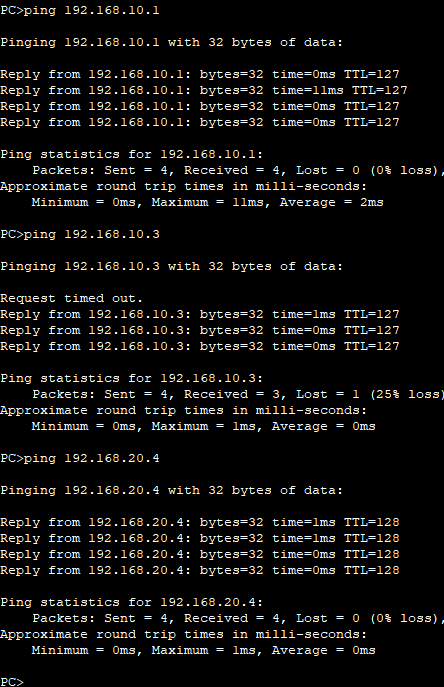 PC>ping 192.168.10.1
Pinging 192.168.10.1 with 32 bytes of data:
Reply from 192.168.10.1: bytes=32 time=0ms TTL=127
Reply from 192.168.10.1: bytes=32 time=11ms TTL=127
Reply from 192.168.10.1: bytes=32 time=0ms TTL=127
Reply from 192.168.10.1: bytes=32 time=0ms TTL=127
Ping statistics for 192.168.10.1:
Packets: Sent = 4, Received = 4, Lost = 0 (0% loss),
Approximate round trip times in milli-seconds:
Minimum = 0ms, Maximum = 11ms, Average = 2ms
PC>ping 192.168.10.3
Pinging 192.168.10.3 with 32 bytes of data:
Request timed out.
Reply from 192.168.10.3: bytes=32 time=1ms TTL=127
Reply from 192.168.10.3: bytes=32 time=0ms TTL=127
Reply from 192.168.10.3: bytes=32 time=0ms TTL=127
Ping statistics for 192.168.10.3:
Packets: Sent = 4, Received = 3, Lost = 1 (25% loss)
Approximate round trip times in milli-seconds:
Minimum = 0ms, Maximum = 1ms, Average = 0ms
PC>ping 192.168.20.4
Pinging 192.168.20.4 with 32 bytes of data:
Reply from 192.168.20.4: bytes=32 time=1ms TTL=128
Reply from 192.168.20.4: bytes=32 time=1ms TTL=128
Reply from 192.168.20.4: bytes=32 time=0ms TTL=128
Reply from 192.168.20.4: bytes=32 time=0ms TTL=128
Ping statistics for 192.168.20.4:
Packets: Sent = 4, Received = 4, Lost = 0 (0% loss),
Approximate round trip times in milli-seconds:
Minimum = 0ms, Maximum = 1ms, Average = 0ms
PC>